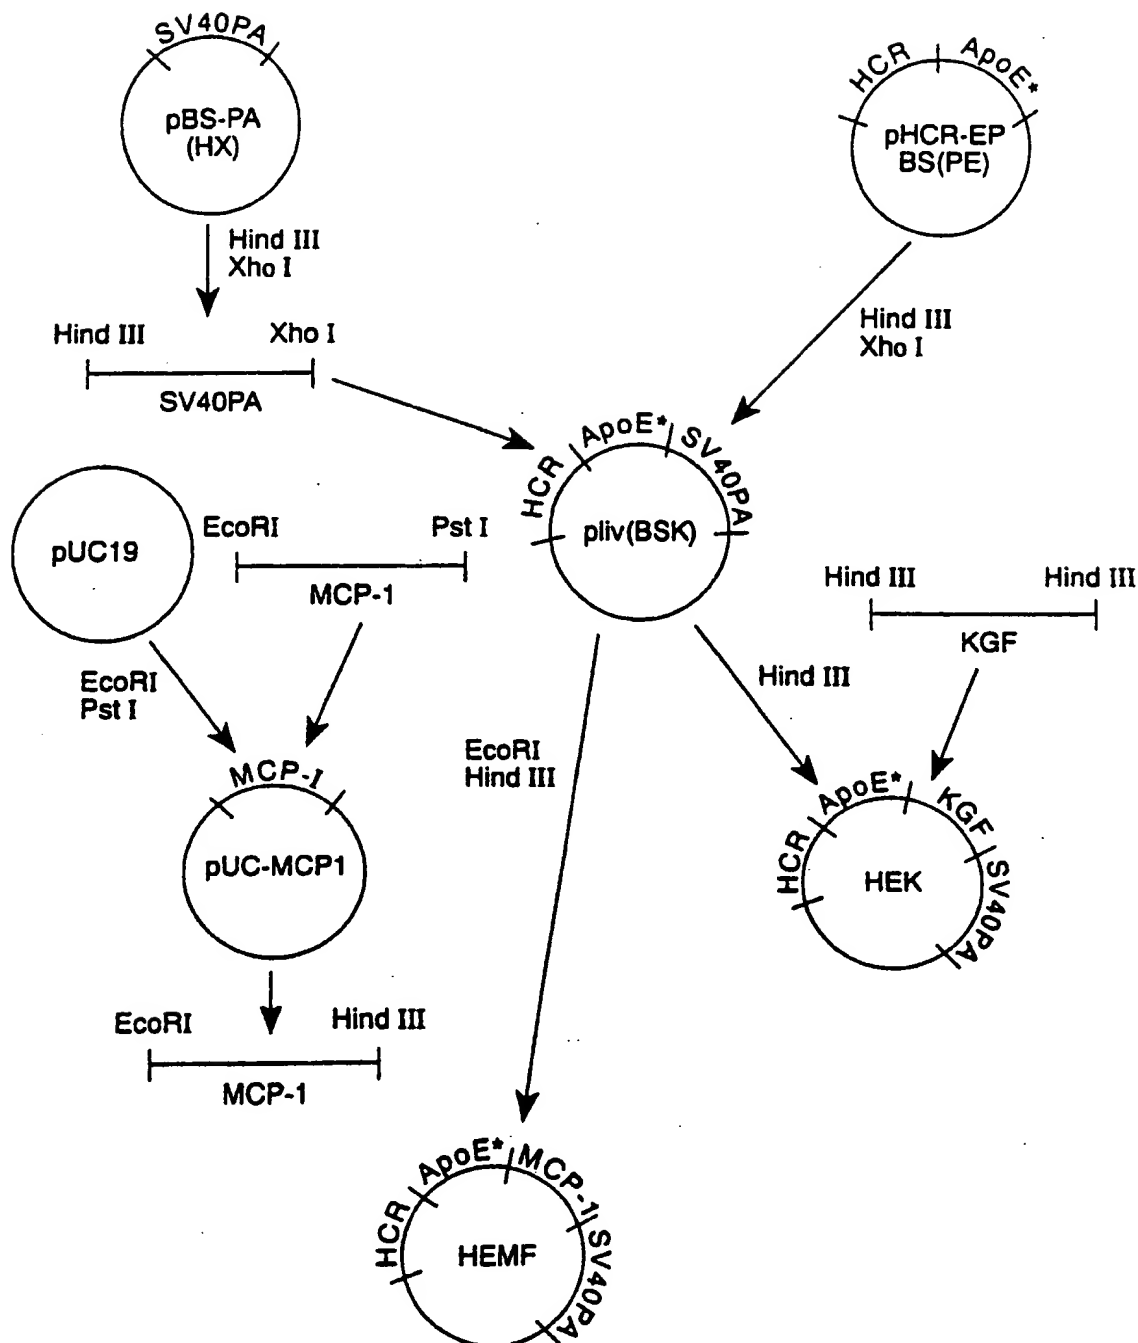 SV40PA
pBS-PA
(HX)
HCR
ApoE*
pHCR-EP
BS(PE)
Hind III
Xho I
Hind III
Xho I
Hind III
Xho I
SV40PA
HCR
ApoE*
SV40PA
pliv(BSK)
pUC19
EcoRI
Pst I
MCP-1
EcoRI
Pst I
Hind III
Hind III
KGF
Hind III
EcoRI
Hind III
MCP-I
pUC-MCP1
HCR
ApoE*
KGF
SV40PA
HEK
EcoRI
Hind III
MCP-1
HCR
ApoE*
MCP-1
SV40PA
HEMF